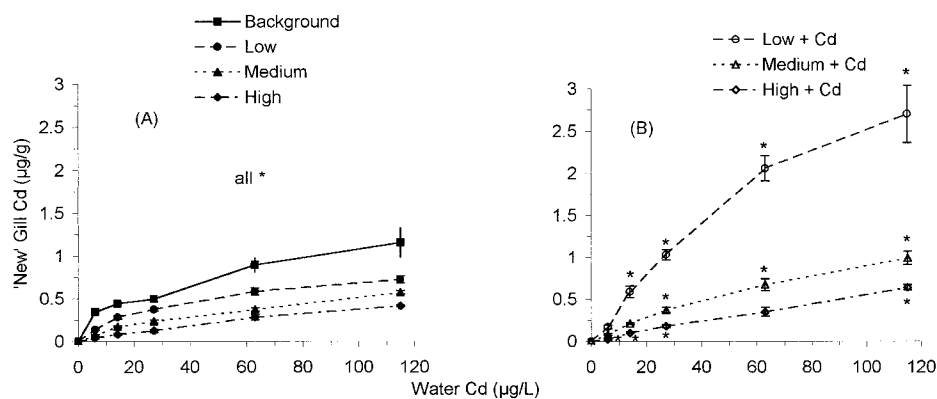 Background
Low
Medium
High
Low + Cd
Medium + Cd
High + Cd
'New' Gill Cd (µg/g)
3
2.5
2
1.5
1
0.5
0
(A)
all *
0 20 40 60 80 100 120
3
2.5
2
1.5
1
0.5
0
(B)
* * * * * * * * * * * *
0 20 40 60 80 100 120
Water Cd (µg/L)